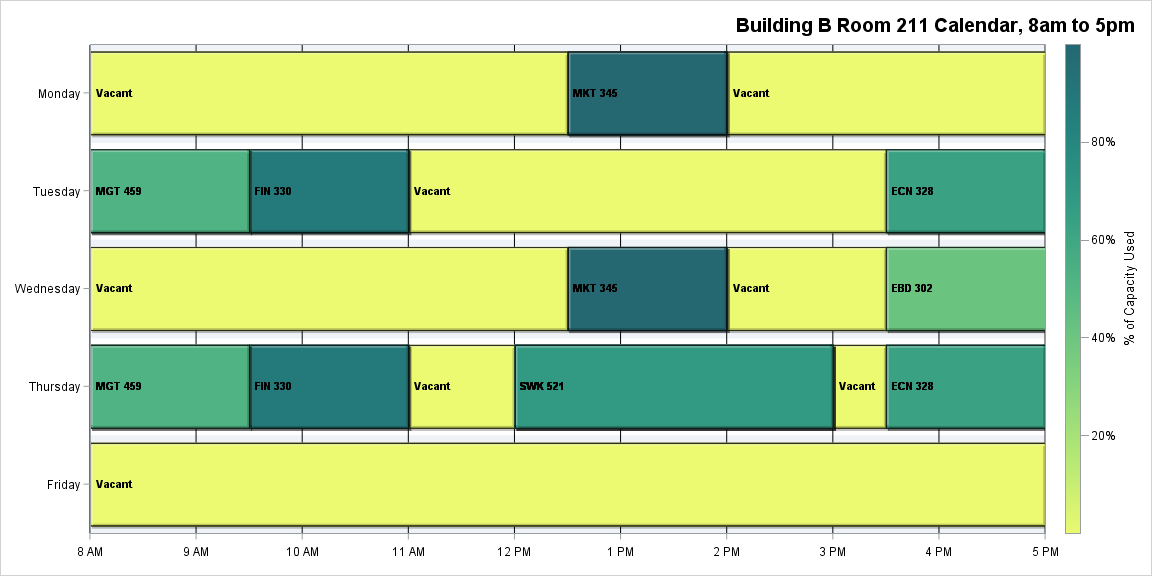 Building B Room 211 Calendar, 8am to 5pm
Monday
Vacant
MKT 345
Vacant
Tuesday
MGT 459
FIN 330
Vacant
ECN 328
Wednesday
Vacant
MKT 345
Vacant
EBD 302
Thursday
MGT 459
FIN 330
Vacant
SWK 521
Vacant
ECN 328
Friday
Vacant
8 AM
9 AM
10 AM
11 AM
12 PM
1 PM
2 PM
3 PM
4 PM
5 PM
80%
60%
40%
20%
% of Capacity Used